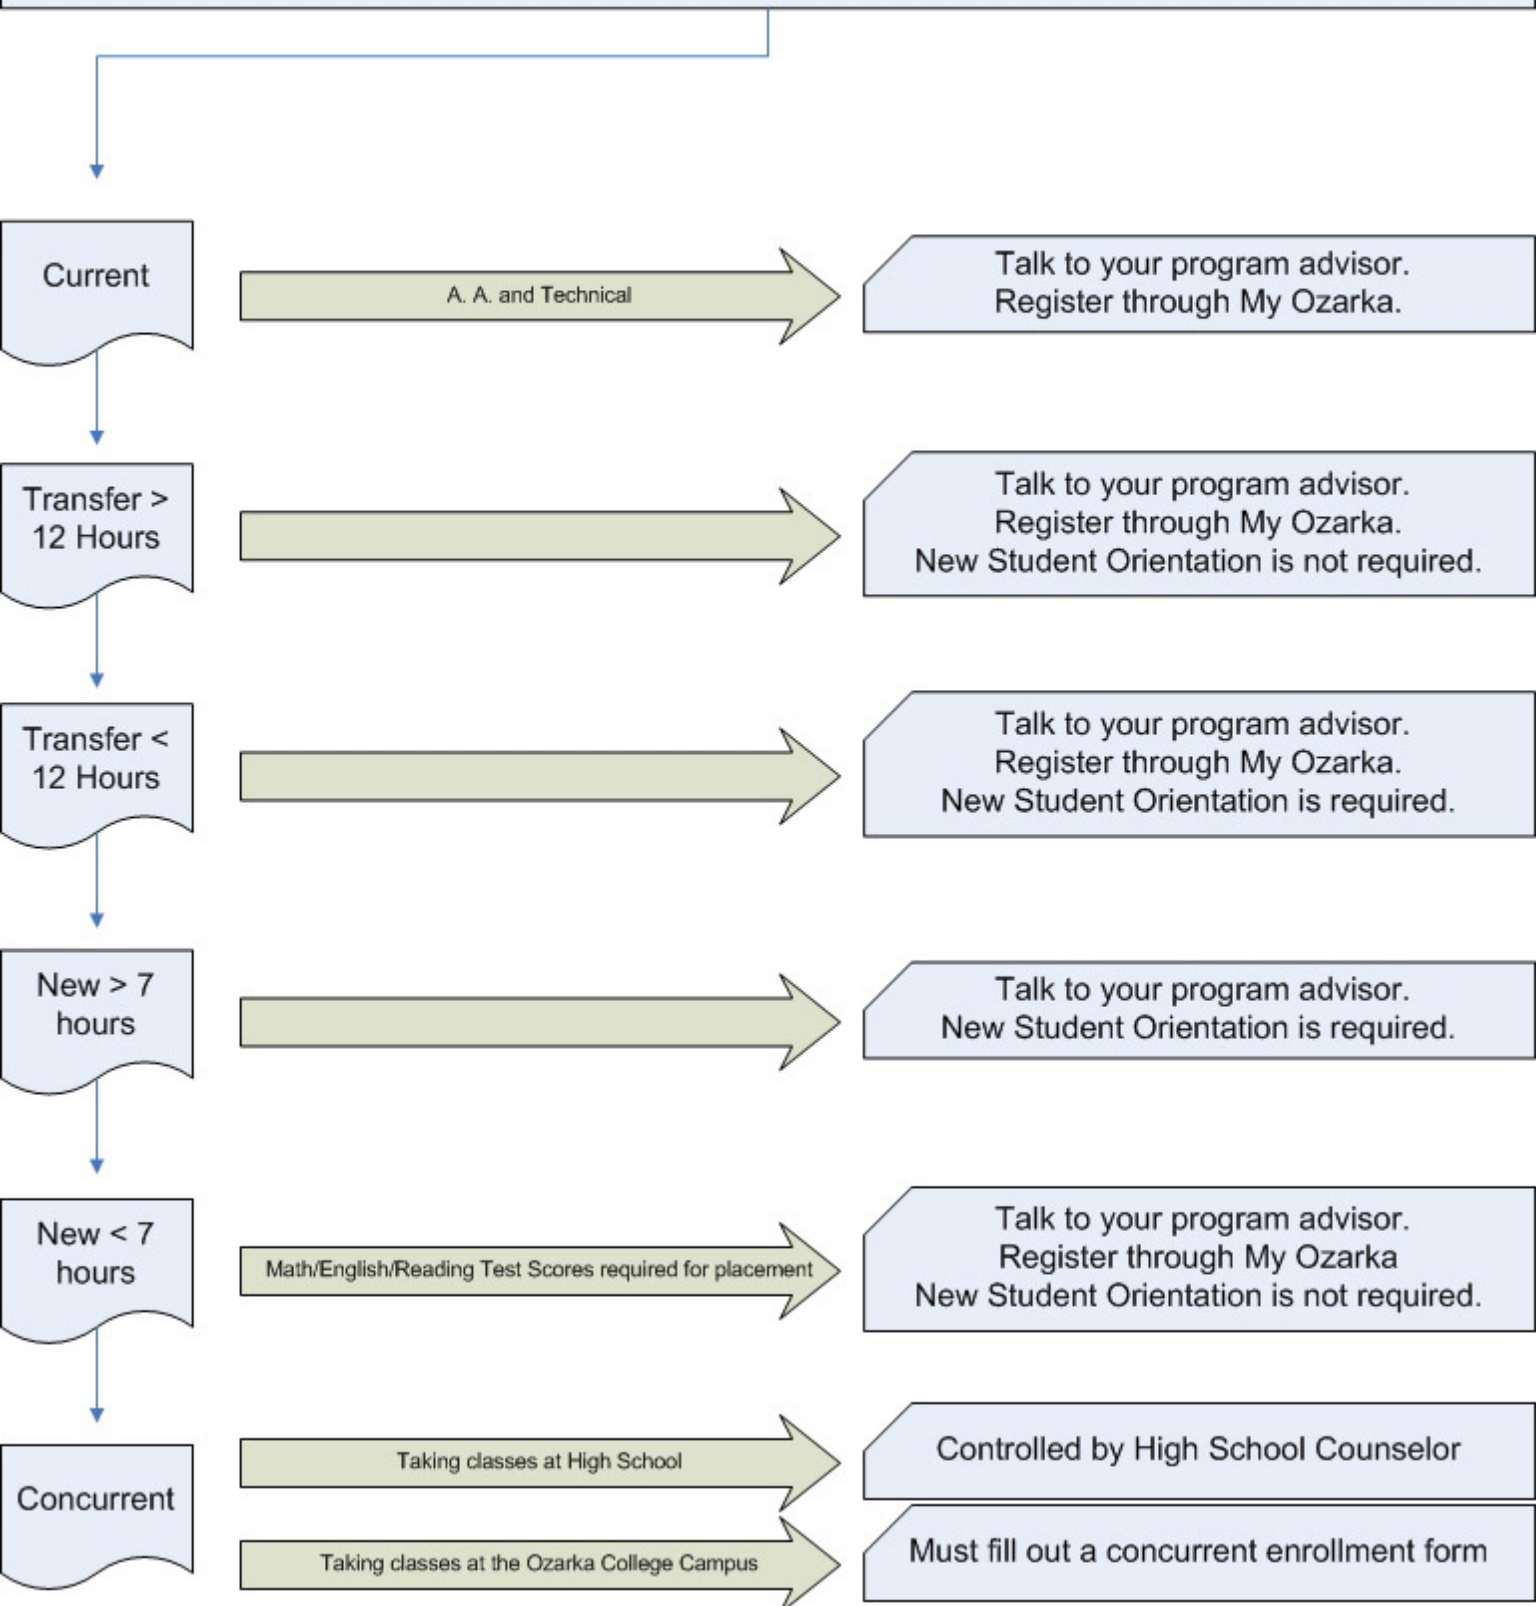 Current
A. A. and Technical
Talk to your program advisor.
Register through My Ozarka.
Transfer >
12 Hours
Talk to your program advisor.
Register through My Ozarka.
New Student Orientation is not required.
Transfer <
12 Hours
Talk to your program advisor.
Register through My Ozarka.
New Student Orientation is required.
New > 7
hours
Talk to your program advisor.
New Student Orientation is required.
New < 7
hours
Math/English/Reading Test Scores required for placement
Talk to your program advisor.
Register through My Ozarka
New Student Orientation is not required.
Concurrent
Taking classes at High School
Controlled by High School Counselor
Taking classes at the Ozarka College Campus
Must fill out a concurrent enrollment form